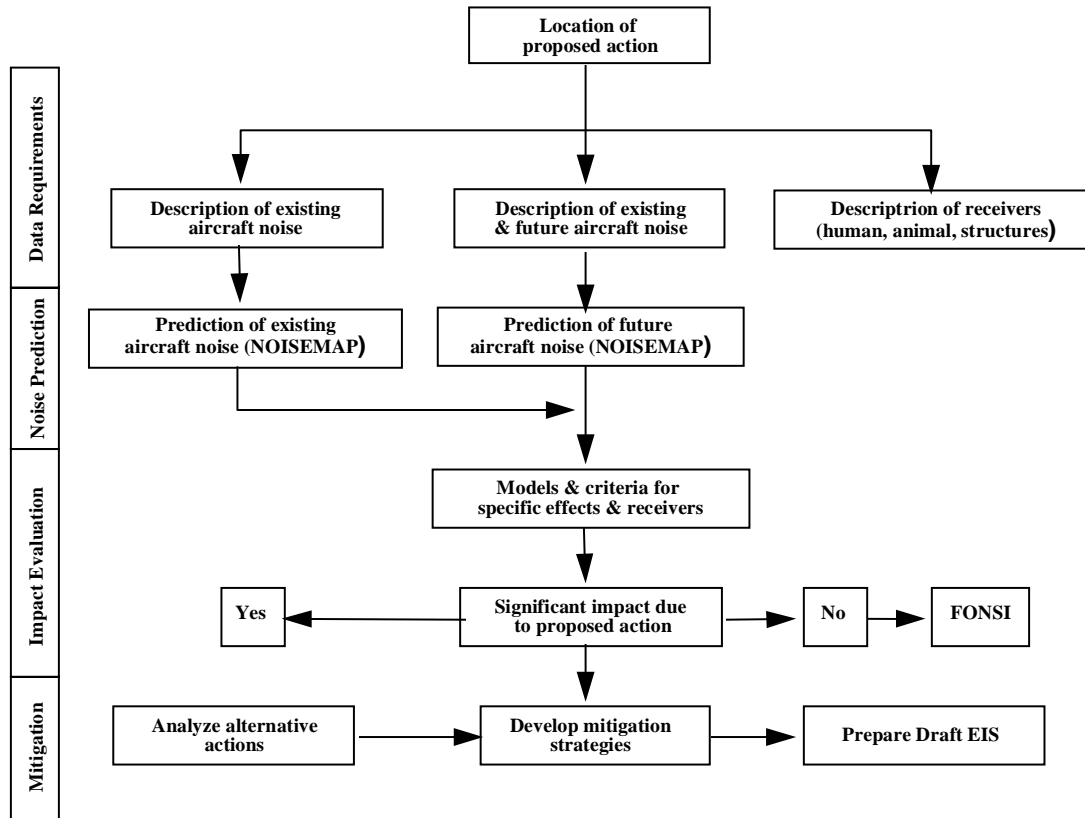 Location of
proposed action
Data Requirements
Description of existing
aircraft noise
Description of existing
& future aircraft noise
Descriptrion of receivers
(human, animal, structures)
Noise Prediction
Prediction of existing
aircraft noise (NOISEMAP)
Prediction of future
aircraft noise (NOISEMAP)
Impact Evaluation
Models & criteria for
specific effects & receivers
Yes
Significant impact due
to proposed action
No
FONSI
Mitigation
Analyze alternative
actions
Develop mitigation
strategies
Prepare Draft EIS